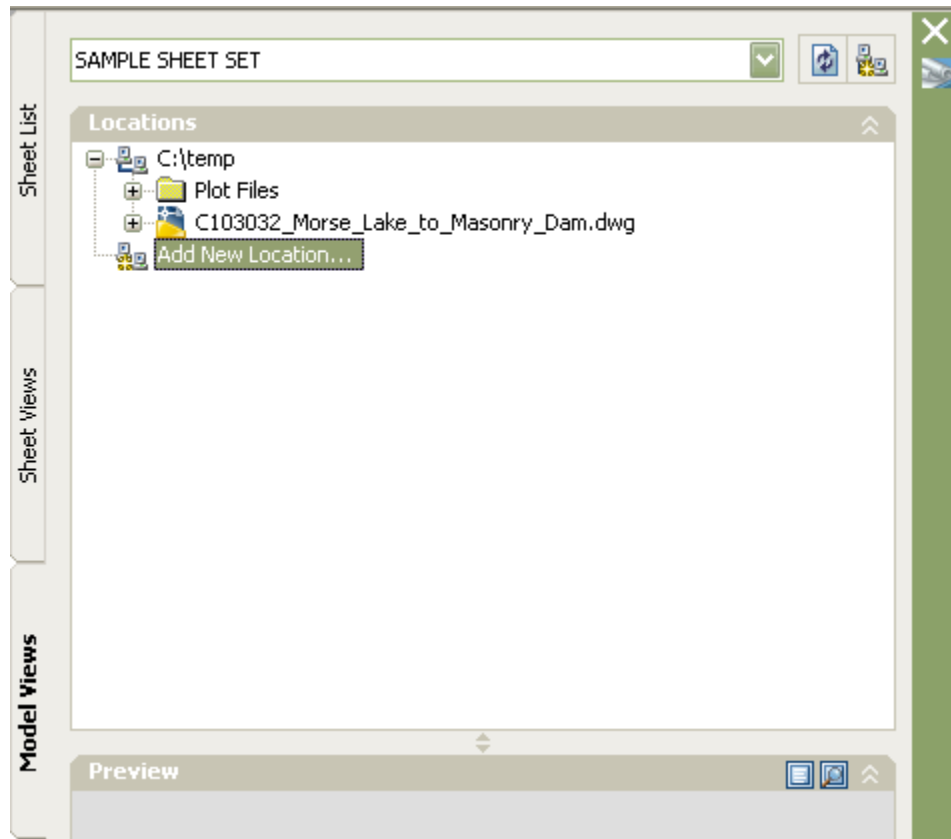 SAMPLE SHEET SET
Locations
C:\temp
Plot Files
C103032_Morse_Lake_to_Masonry_Dam.dwg
Add New Location...
Sheet List
Sheet Views
Model Views
Preview